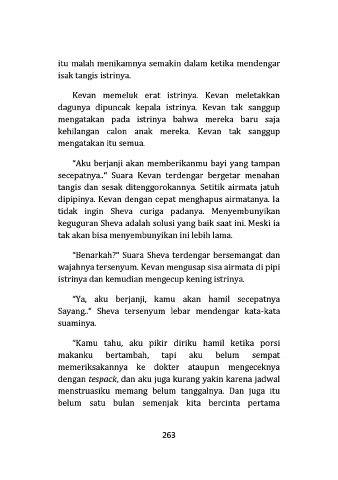 itu malah menikamnya semakin dalam ketika mendengar
isak tangis istrinya.
Kevan memeluk erat istrinya. Kevan meletakkan
dagunya dipuncak kepala istrinya. Kevan tak sanggup
mengatakan pada istrinya bahwa mereka baru saja
kehilangan calon anak mereka. Kevan tak sanggup
mengatakan itu semua.
"Aku berjanji akan memberikanmu bayi yang tampan
secepatnya.." Suara Kevan terdengar bergetar menahan
tangis dan sesak ditenggorokannya. Setitik airmata jatuh
dipipinya. Kevan dengan cepat menghapus airmatanya. Ia
tidak ingin Sheva curiga padanya. Menyembunyikan
keguguran Sheva adalah solusi yang baik saat ini. Meski ia
tak akan bisa menyembunyikan ini lebih lama.
"Benarkah?" Suara Sheva terdengar bersemangat dan
wajahnya tersenyum. Kevan mengusap sisa airmata di pipi
istrinya dan kemudian mengecup kening istrinya.
"Ya, aku berjanji, kamu akan hamil secepatnya
Sayang.." Sheva tersenyum lebar mendengar kata-kata
suaminya.
"Kamu tahu, aku pikir diriku hamil ketika porsi
makanku bertambah, tapi aku belum sempat
memeriksakannya ke dokter ataupun mengeceknya
dengan tespack, dan aku juga kurang yakin karena jadwal
menstruasiku memang belum tanggalnya. Dan juga itu
belum satu bulan semenjak kita bercinta pertama
263